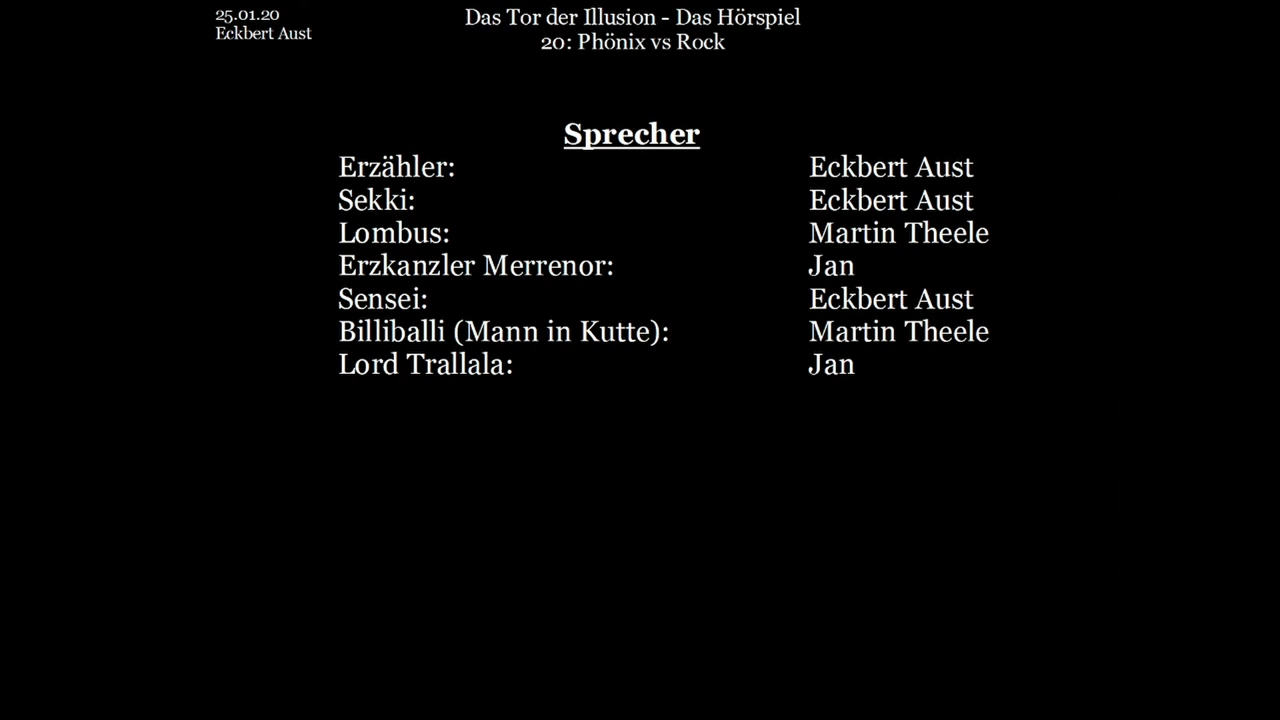 25.01.20
Eckbert Aust
Das Tor der Illusion - Das Hörspiel
20: Phönix vs Rock
Sprecher
Erzähler: Eckbert Aust
Sekki: Eckbert Aust
Lombus: Martin Theele
Erzkanzler Merrenor: Jan
Sensei: Eckbert Aust
Billiballi (Mann in Kutte): Martin Theele
Lord Trallala: Jan